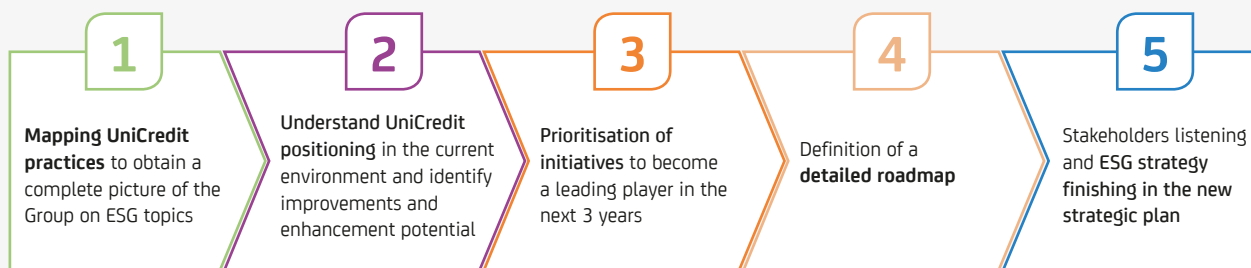 1
Mapping UniCredit
practices to obtain a
complete picture of the
Group on ESG topics
2
Understand UniCredit
positioning in the current
environment and identify
improvements and
enhancement potential
3
Prioritisation of
initiatives to become
a leading player in the
next 3 years
4
Definition of a
detailed roadmap
5
Stakeholders listening
and ESG strategy
finishing in the new
strategic plan